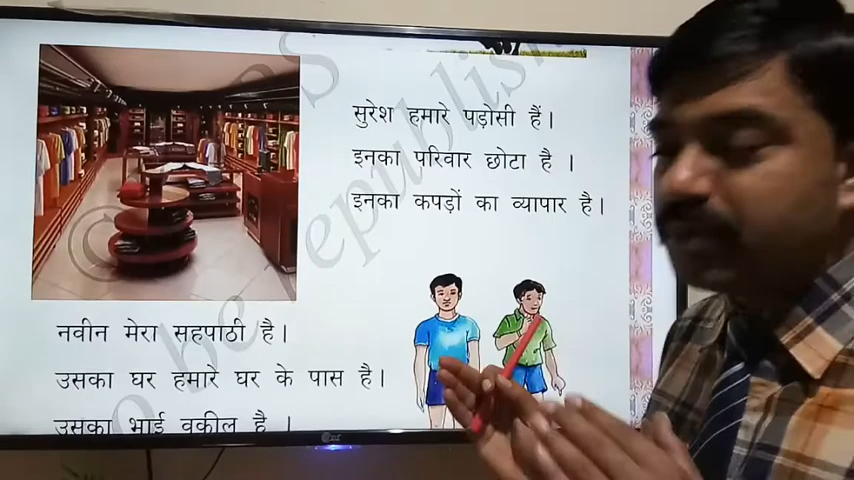 सुरेश हमारे पड़ोसी हैं।
इनका परिवार छोटा है ।
इनका कपड़ों का व्यापार है।
नवीन मेरा सहपाठी है।
उसका घर हमारे घर के पास है।
उसका भाई वकील है ।